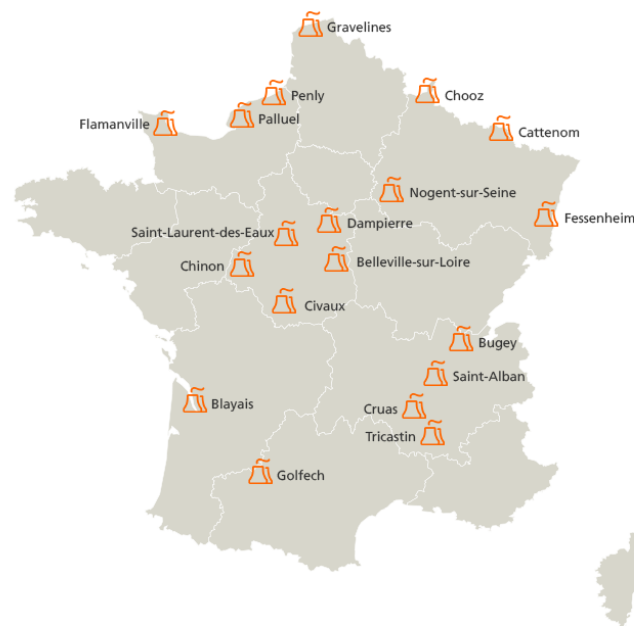 Gravelines
Penly
Chooz
Palluel
Flamanville
Cattenom
Nogent-sur-Seine
Fessenheim
Dampierre
Saint-Laurent-des-Eaux
Belleville-sur-Loire
Chinon
Civaux
Bugey
Saint-Alban
Blayais
Cruas
Tricastin
Golfech